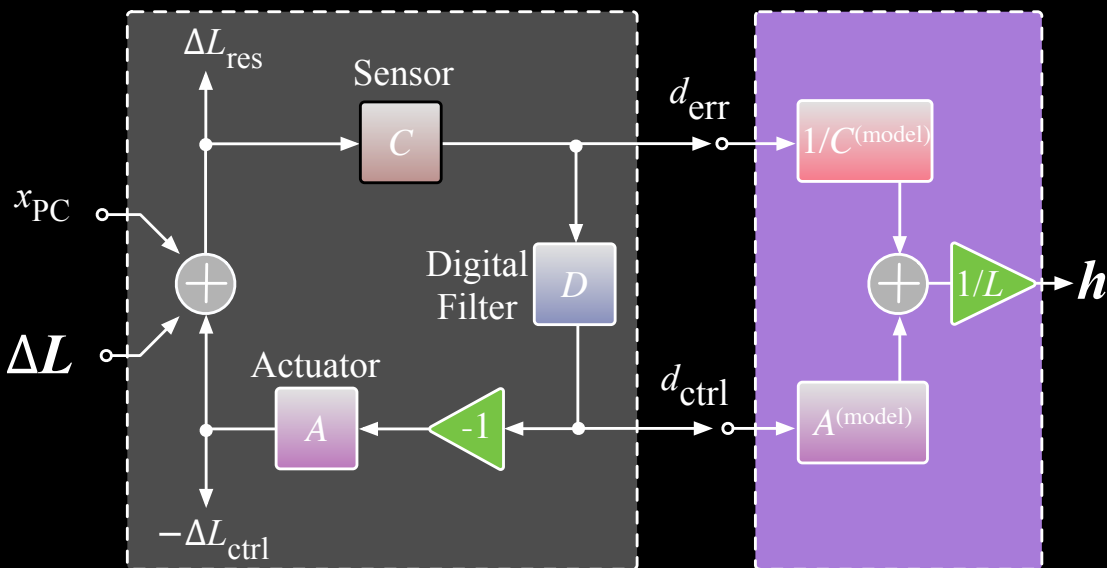 ΔL_res
Sensor
C
d_err
1/C^(model)
x_PC
Digital
Filter
D
1/L
h
ΔL
Actuator
A
-1
d_ctrl
A^(model)
−ΔL_ctrl